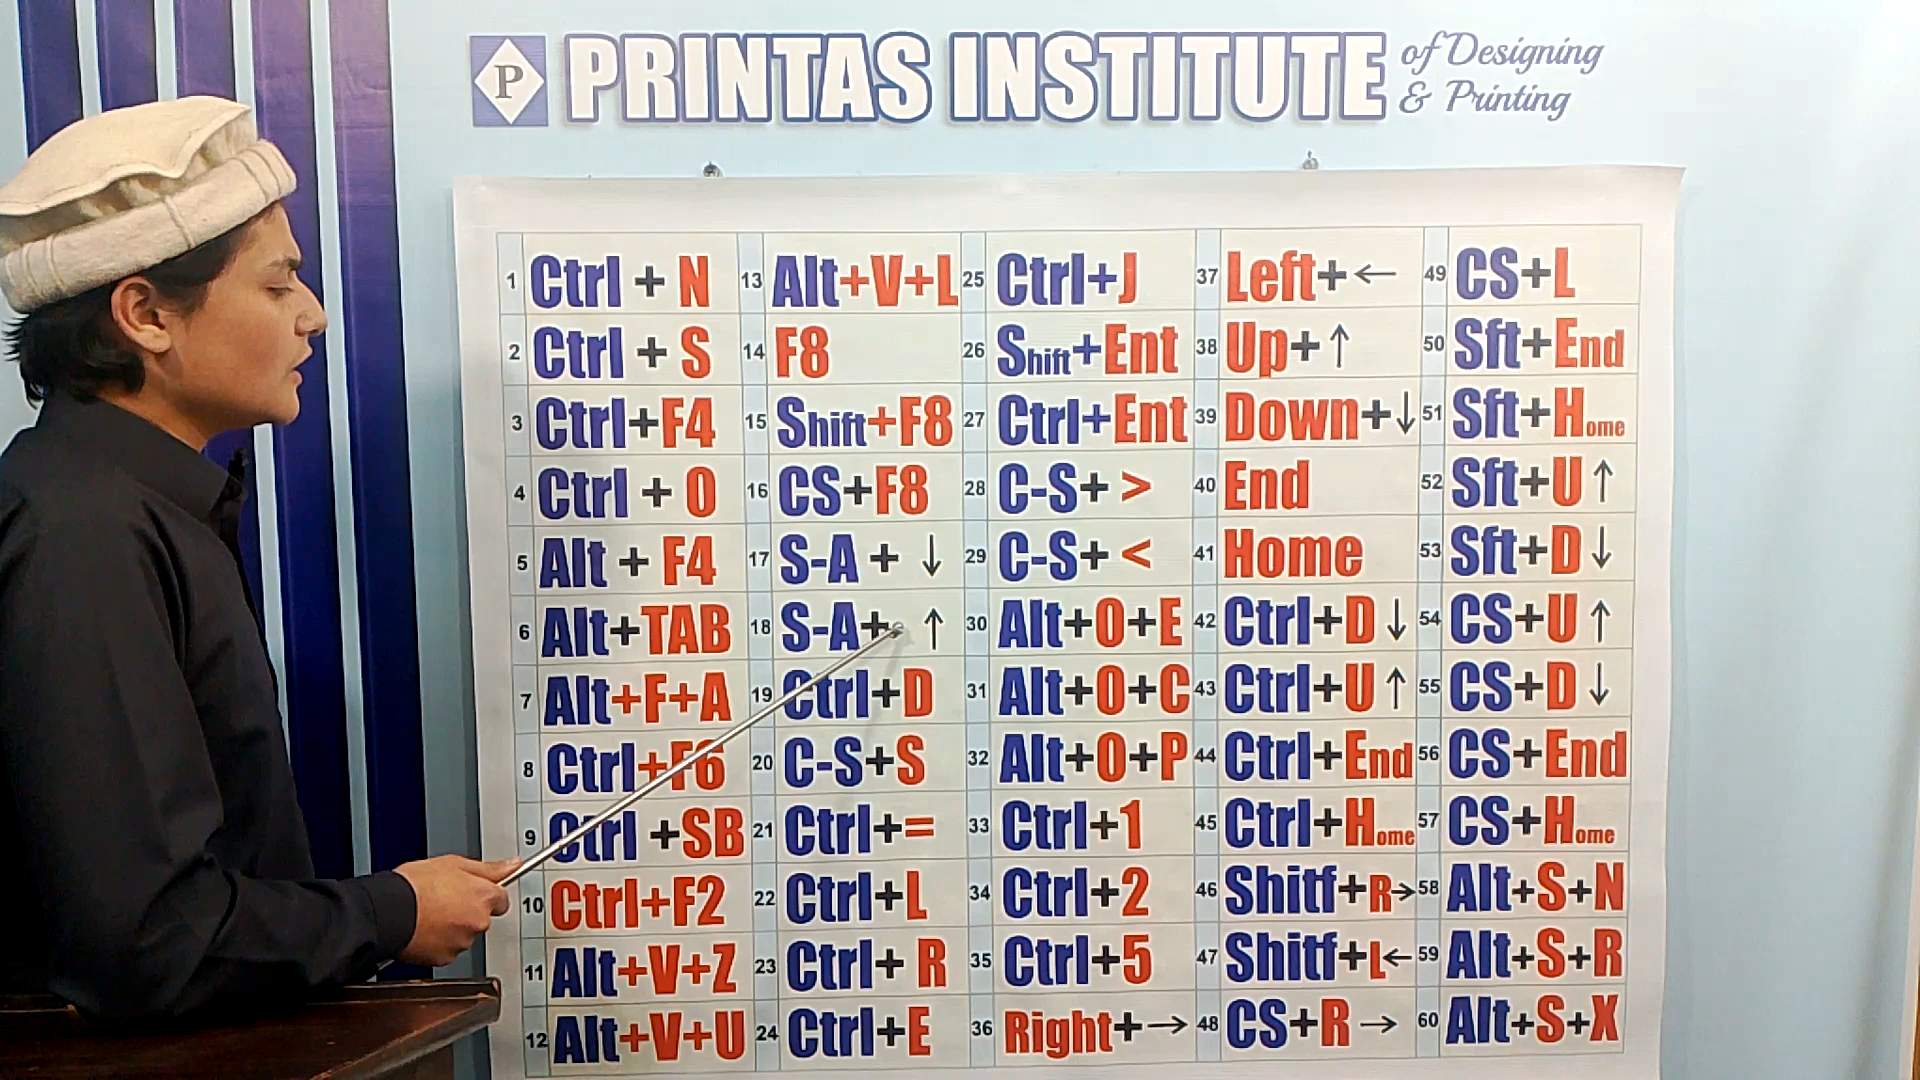 P PRINTAS INSTITUTE of Designing & Printing
1 Ctrl + N
2 Ctrl + S
3 Ctrl+F4
4 Ctrl + O
5 Alt + F4
6 Alt+TAB
7 Alt+F+A
8 Ctrl+F6
9 Ctrl +SB
10 Ctrl+F2
11 Alt+V+Z
12 Alt+V+U
13 Alt+V+L
14 F8
15 Shift+F8
16 CS+F8
17 S-A + ↓
18 S-A+ ↑
19 Ctrl+D
20 C-S+S
21 Ctrl+=
22 Ctrl+L
23 Ctrl+ R
24 Ctrl+E
25 Ctrl+J
26 Shift+Ent
27 Ctrl+Ent
28 C-S+ >
29 C-S+ <
30 Alt+O+E
31 Alt+O+C
32 Alt+O+P
33 Ctrl+1
34 Ctrl+2
35 Ctrl+5
36 Right+→
37 Left+←
38 Up+↑
39 Down+↓
40 End
41 Home
42 Ctrl+D↓
43 Ctrl+U↑
44 Ctrl+End
45 Ctrl+Home
46 Shitf+R→
47 Shitf+L←
48 CS+R→
49 CS+L
50 Sft+End
51 Sft+Home
52 Sft+U↑
53 Sft+D↓
54 CS+U↑
55 CS+D↓
56 CS+End
57 CS+Home
58 Alt+S+N
59 Alt+S+R
60 Alt+S+X